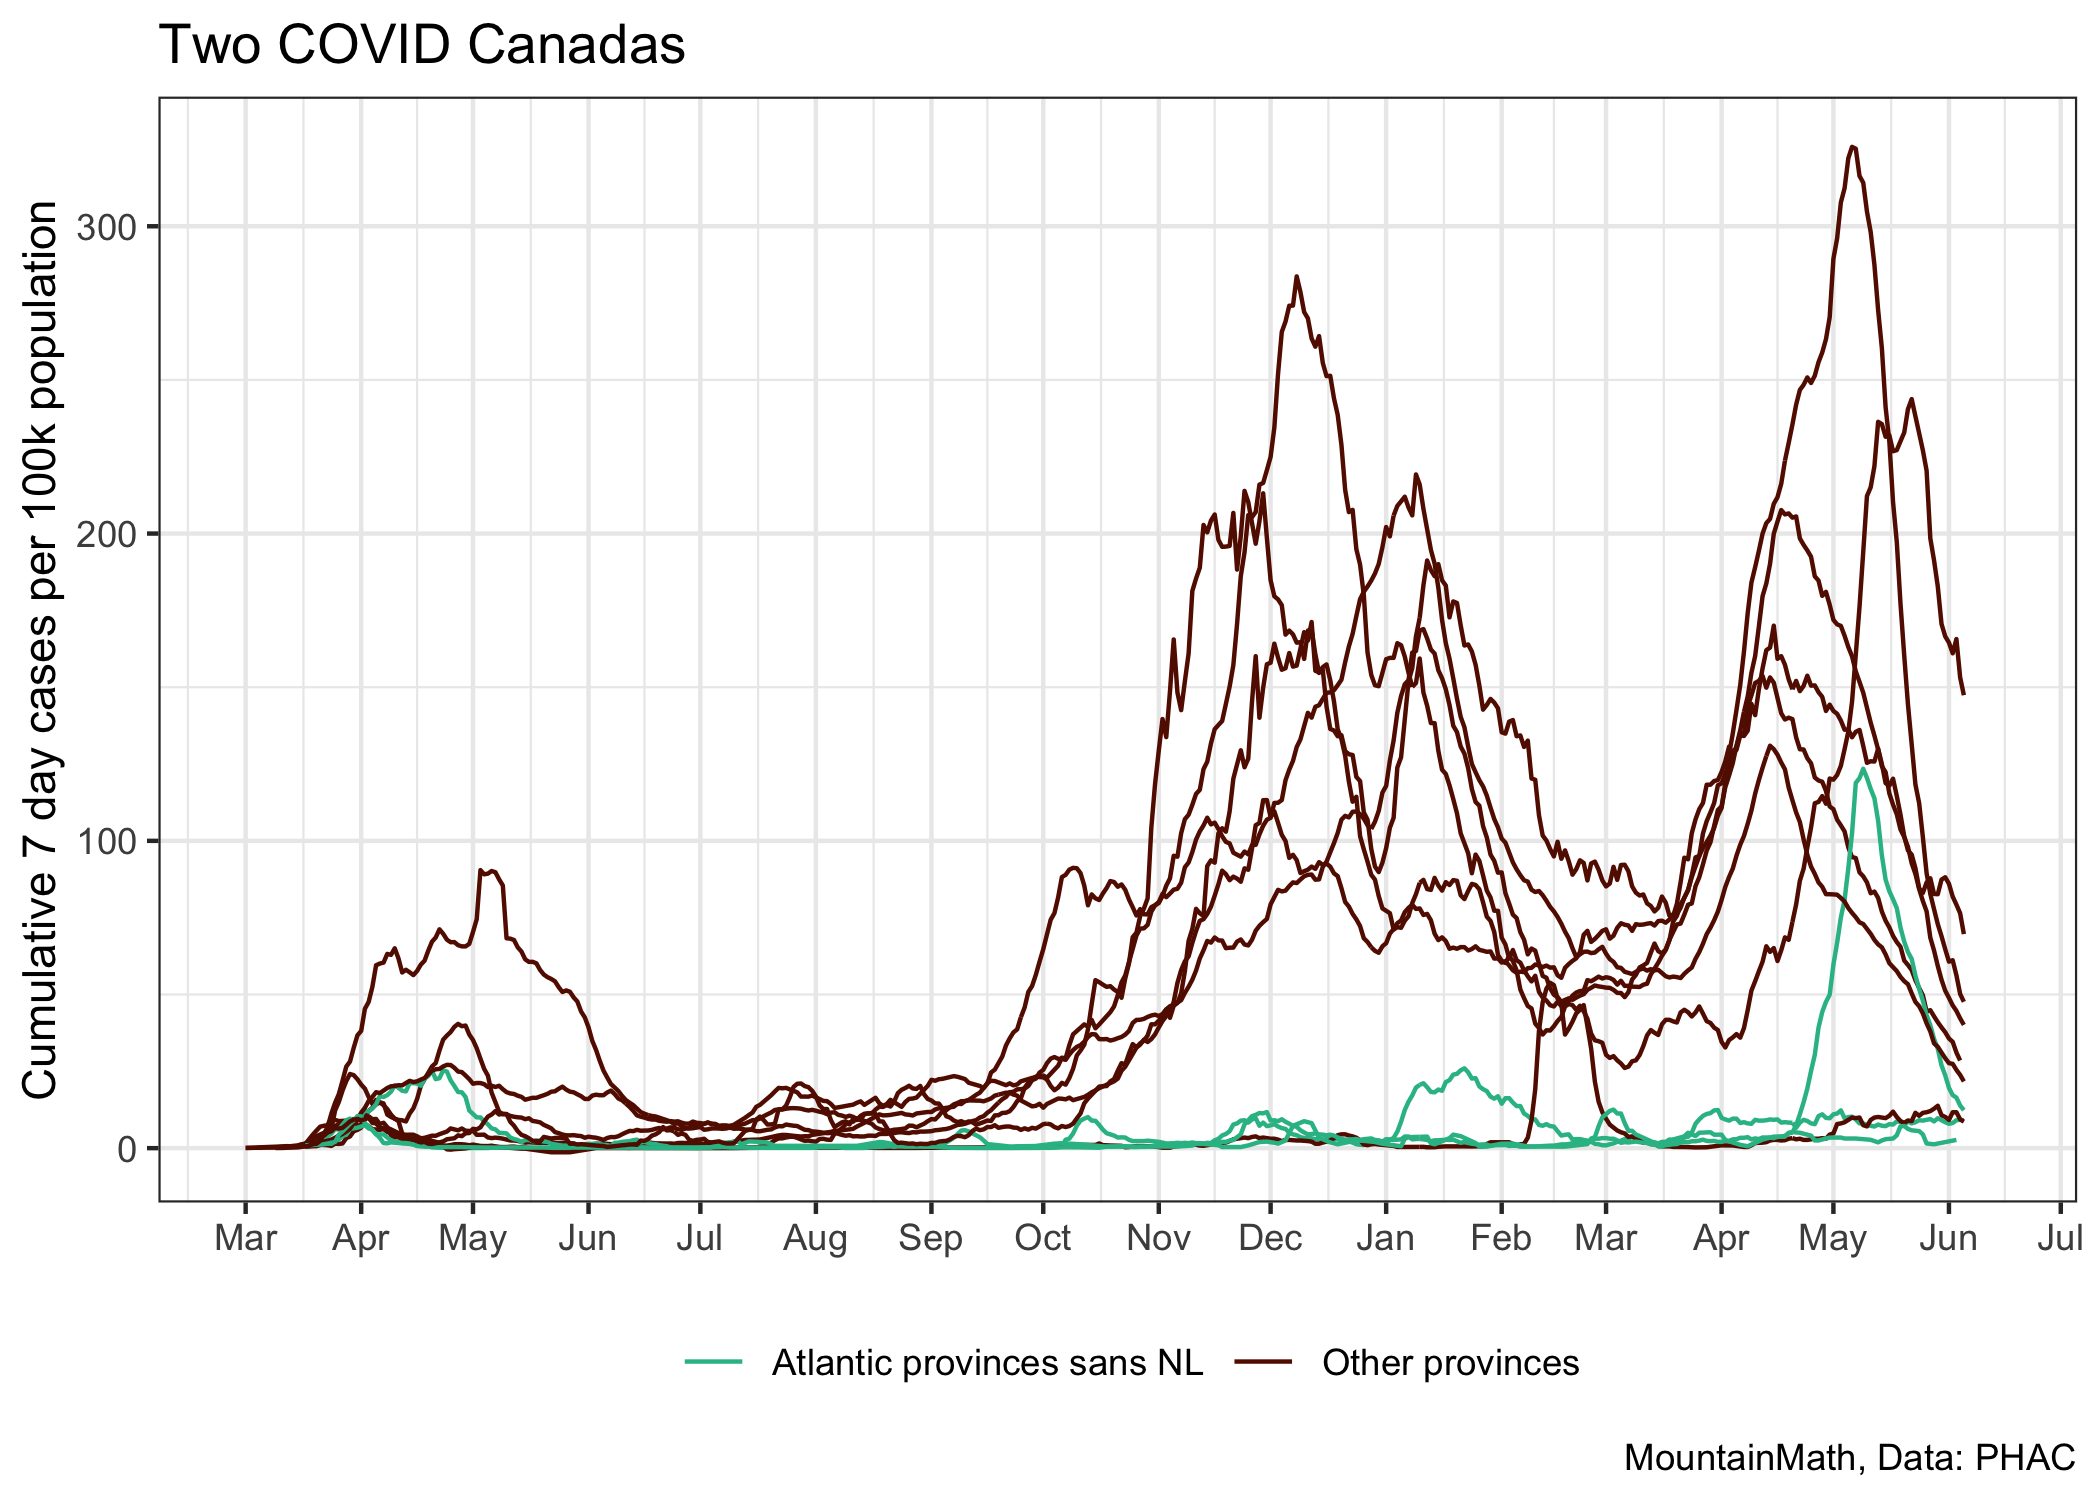 Two COVID Canadas
Cumulative 7 day cases per 100k population
300
200
100
0
Mar Apr May Jun Jul Aug Sep Oct Nov Dec Jan Feb Mar Apr May Jun Jul
Atlantic provinces sans NL Other provinces
MountainMath, Data: PHAC